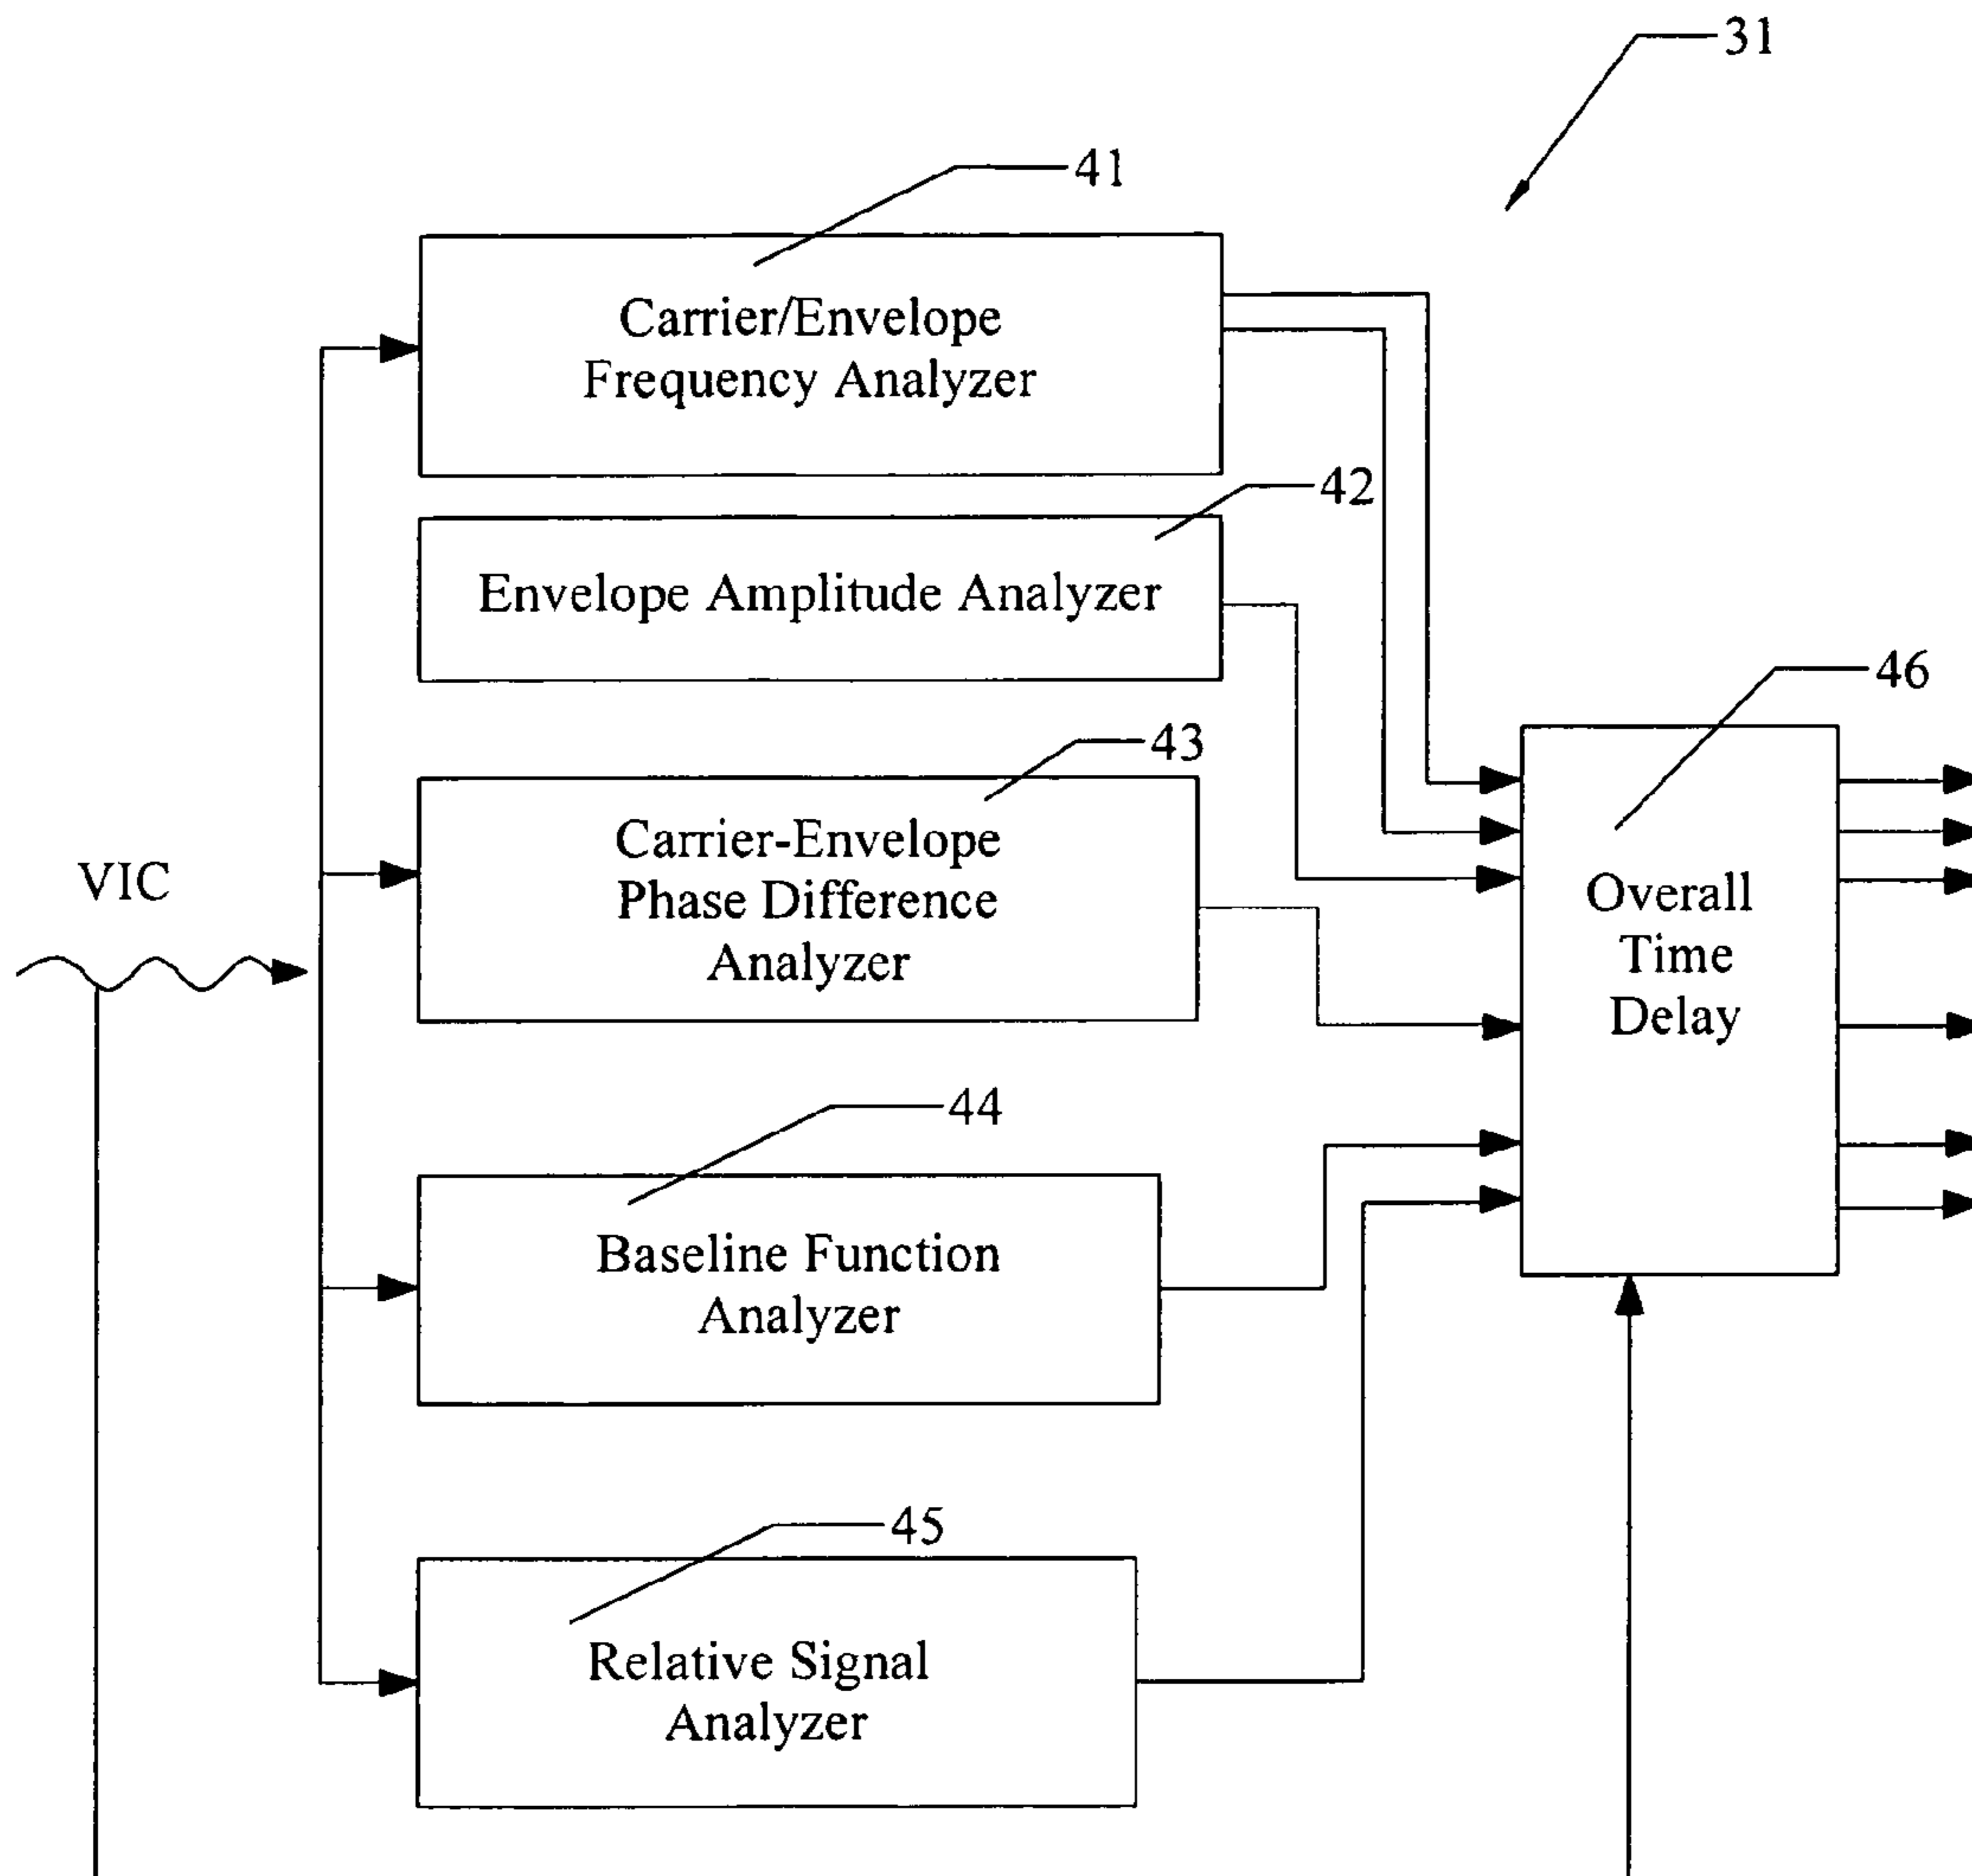 31
41
Carrier/Envelope
Frequency Analyzer
42
Envelope Amplitude Analyzer
43
Carrier-Envelope
Phase Difference
Analyzer
VIC
46
Overall
Time
Delay
44
Baseline Function
Analyzer
45
Relative Signal
Analyzer